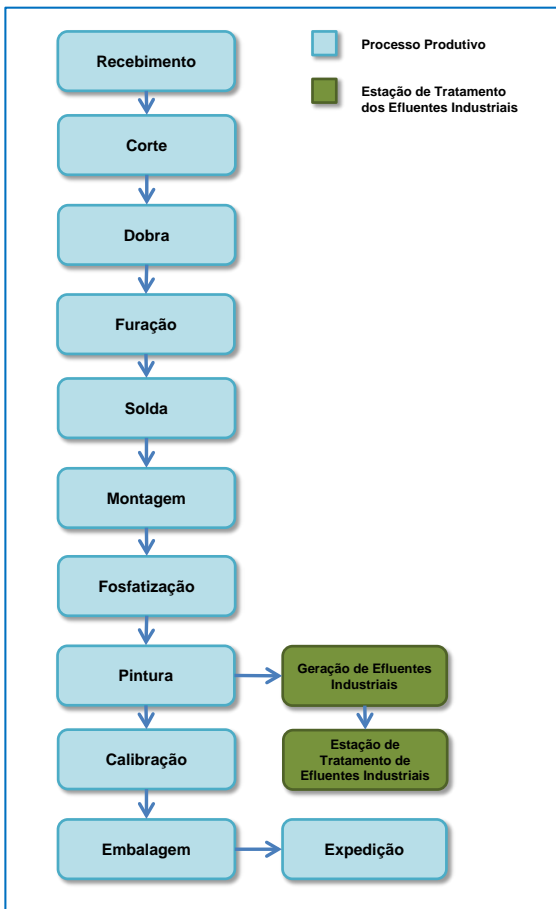 Recebimento
Processo Produtivo
Estação de Tratamento
dos Efluentes Industriais
Corte
Dobra
Furação
Solda
Montagem
Fosfatização
Pintura
Geração de Efluentes
Industriais
Calibração
Estação de
Tratamento de
Efluentes Industriais
Embalagem
Expedição